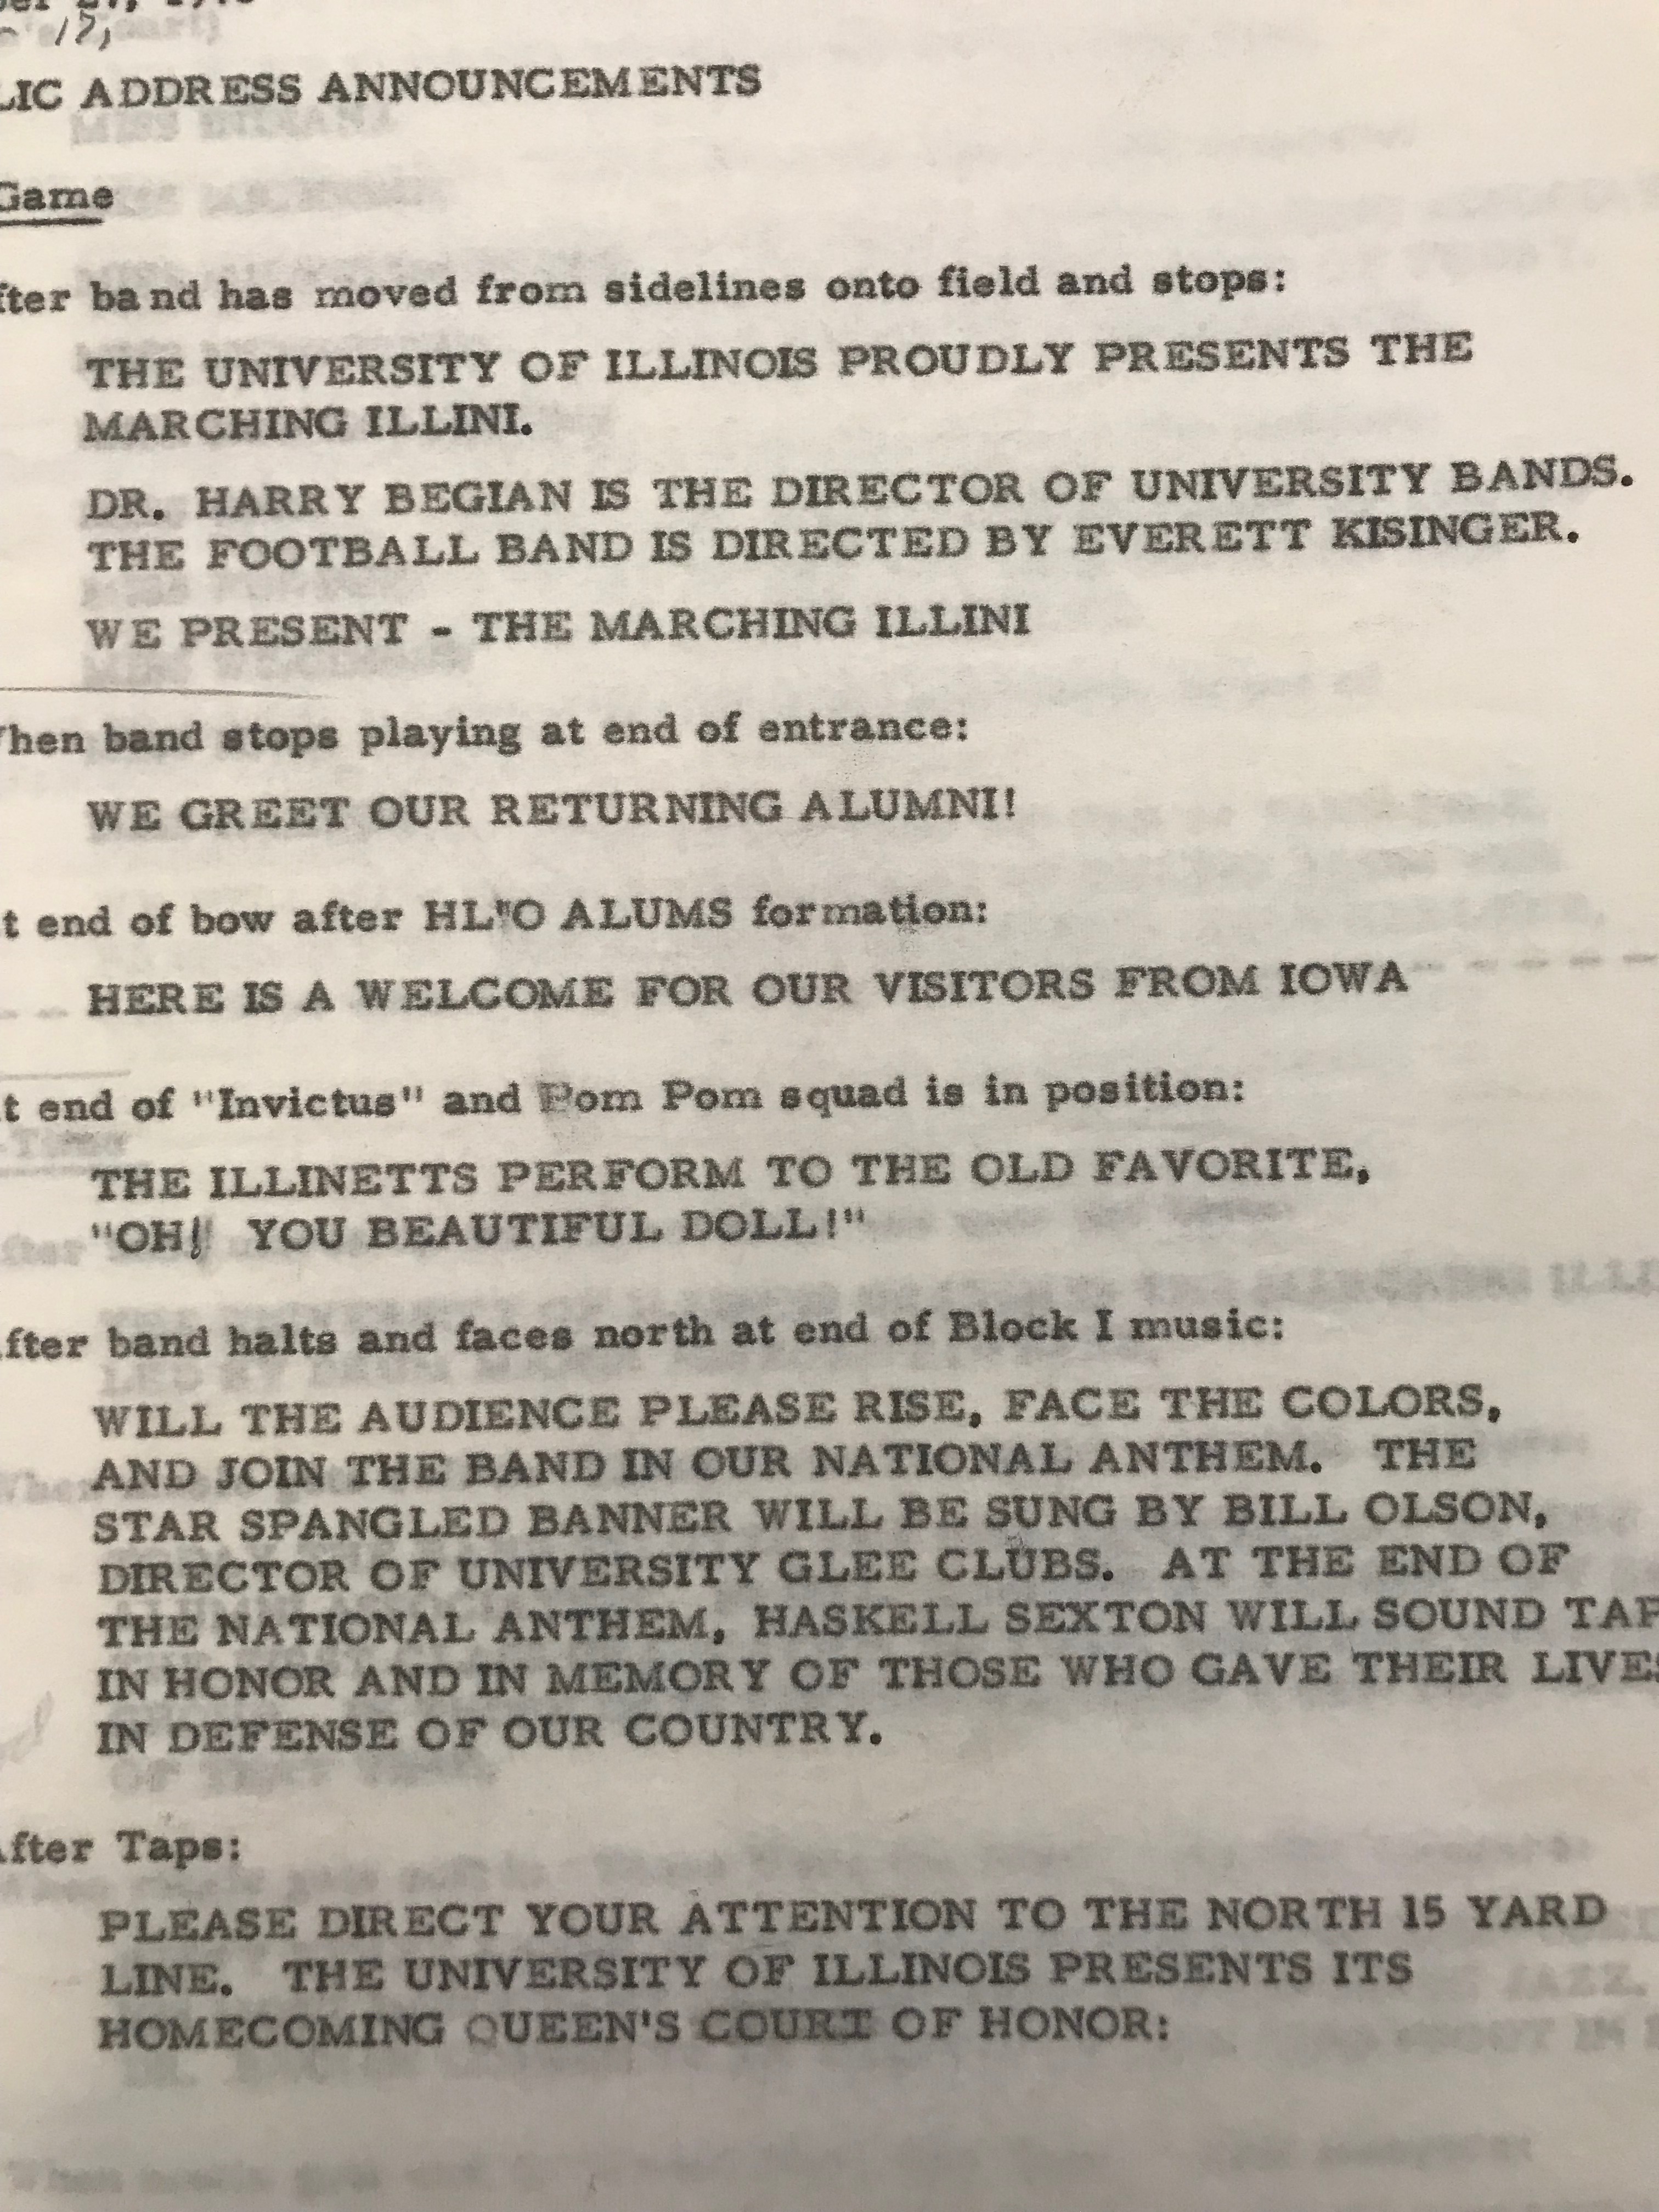 LIC ADDRESS ANNOUNCEMENTS
Game
fter band has moved from sidelines onto field and stops:
THE UNIVERSITY OF ILLINOIS PROUDLY PRESENTS THE
MARCHING ILLINI.
DR. HARRY BEGIAN IS THE DIRECTOR OF UNIVERSITY BANDS.
THE FOOTBALL BAND IS DIRECTED BY EVERETT KISINGER.
WE PRESENT - THE MARCHING ILLINI
hen band stops playing at end of entrance:
WE GREET OUR RETURNING ALUMNI!
t end of bow after HL"O ALUMS formation:
HERE IS A WELCOME FOR OUR VISITORS FROM IOWA
t end of "Invictus" and Pom Pom squad is in position:
THE ILLINETTS PERFORM TO THE OLD FAVORITE,
"OH! YOU BEAUTIFUL DOLL!"
fter band halts and faces north at end of Block I music:
WILL THE AUDIENCE PLEASE RISE, FACE THE COLORS,
AND JOIN THE BAND IN OUR NATIONAL ANTHEM. THE
STAR SPANGLED BANNER WILL BE SUNG BY BILL OLSON,
DIRECTOR OF UNIVERSITY GLEE CLUBS. AT THE END OF
THE NATIONAL ANTHEM, HASKELL SEXTON WILL SOUND TAP
IN HONOR AND IN MEMORY OF THOSE WHO GAVE THEIR LIVES
IN DEFENSE OF OUR COUNTRY.
After Taps:
PLEASE DIRECT YOUR ATTENTION TO THE NORTH 15 YARD
LINE. THE UNIVERSITY OF ILLINOIS PRESENTS ITS
HOMECOMING QUEEN'S COURT OF HONOR: